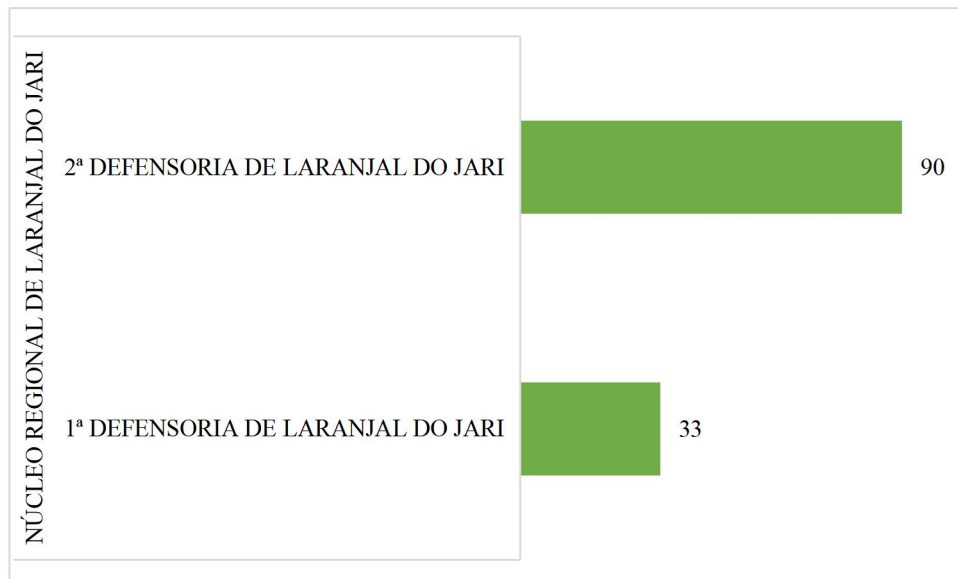 NÚCLEO REGIONAL DE LARANJAL DO JARI
2ª DEFENSORIA DE LARANJAL DO JARI
90
1ª DEFENSORIA DE LARANJAL DO JARI
33